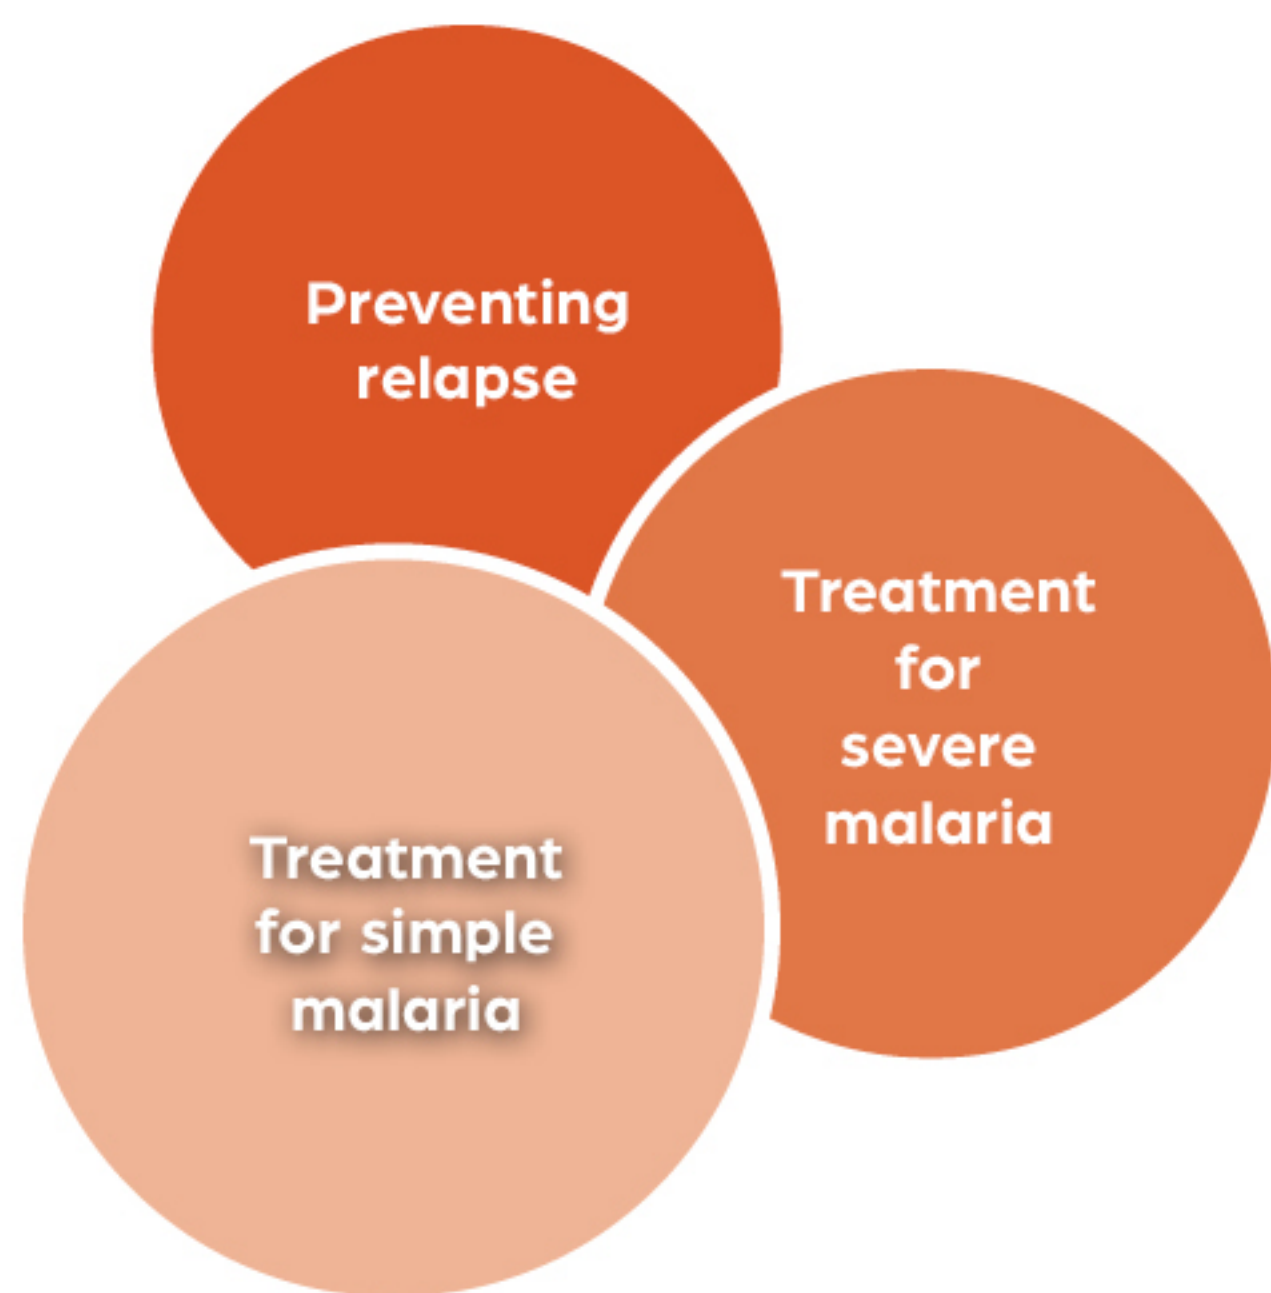 Preventing
relapse
Treatment
for
severe
malaria
Treatment
for simple
malaria